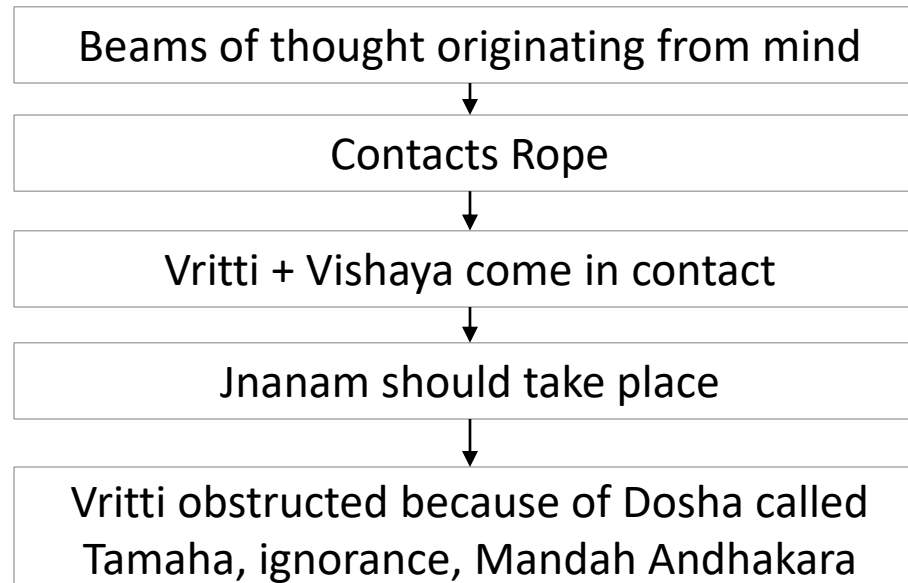 Beams of thought originating from mind
Contacts Rope
Vritti + Vishaya come in contact
Jnanam should take place
Vritti obstructed because of Dosha called
Tamaha, ignorance, Mandah Andhakara